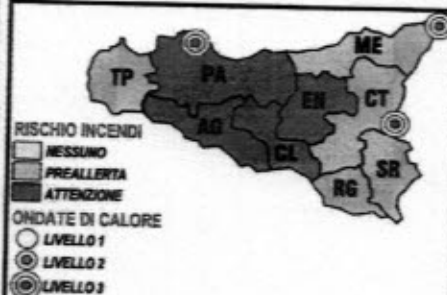 ME
TP
PA
EN
CT
AG
CL
SR
RG
RISCHIO INCENDI
NESSUNO
PREALLERTA
ATTENZIONE
ONDATE DI CALORE
LIVELLO 1
LIVELLO 2
LIVELLO 3